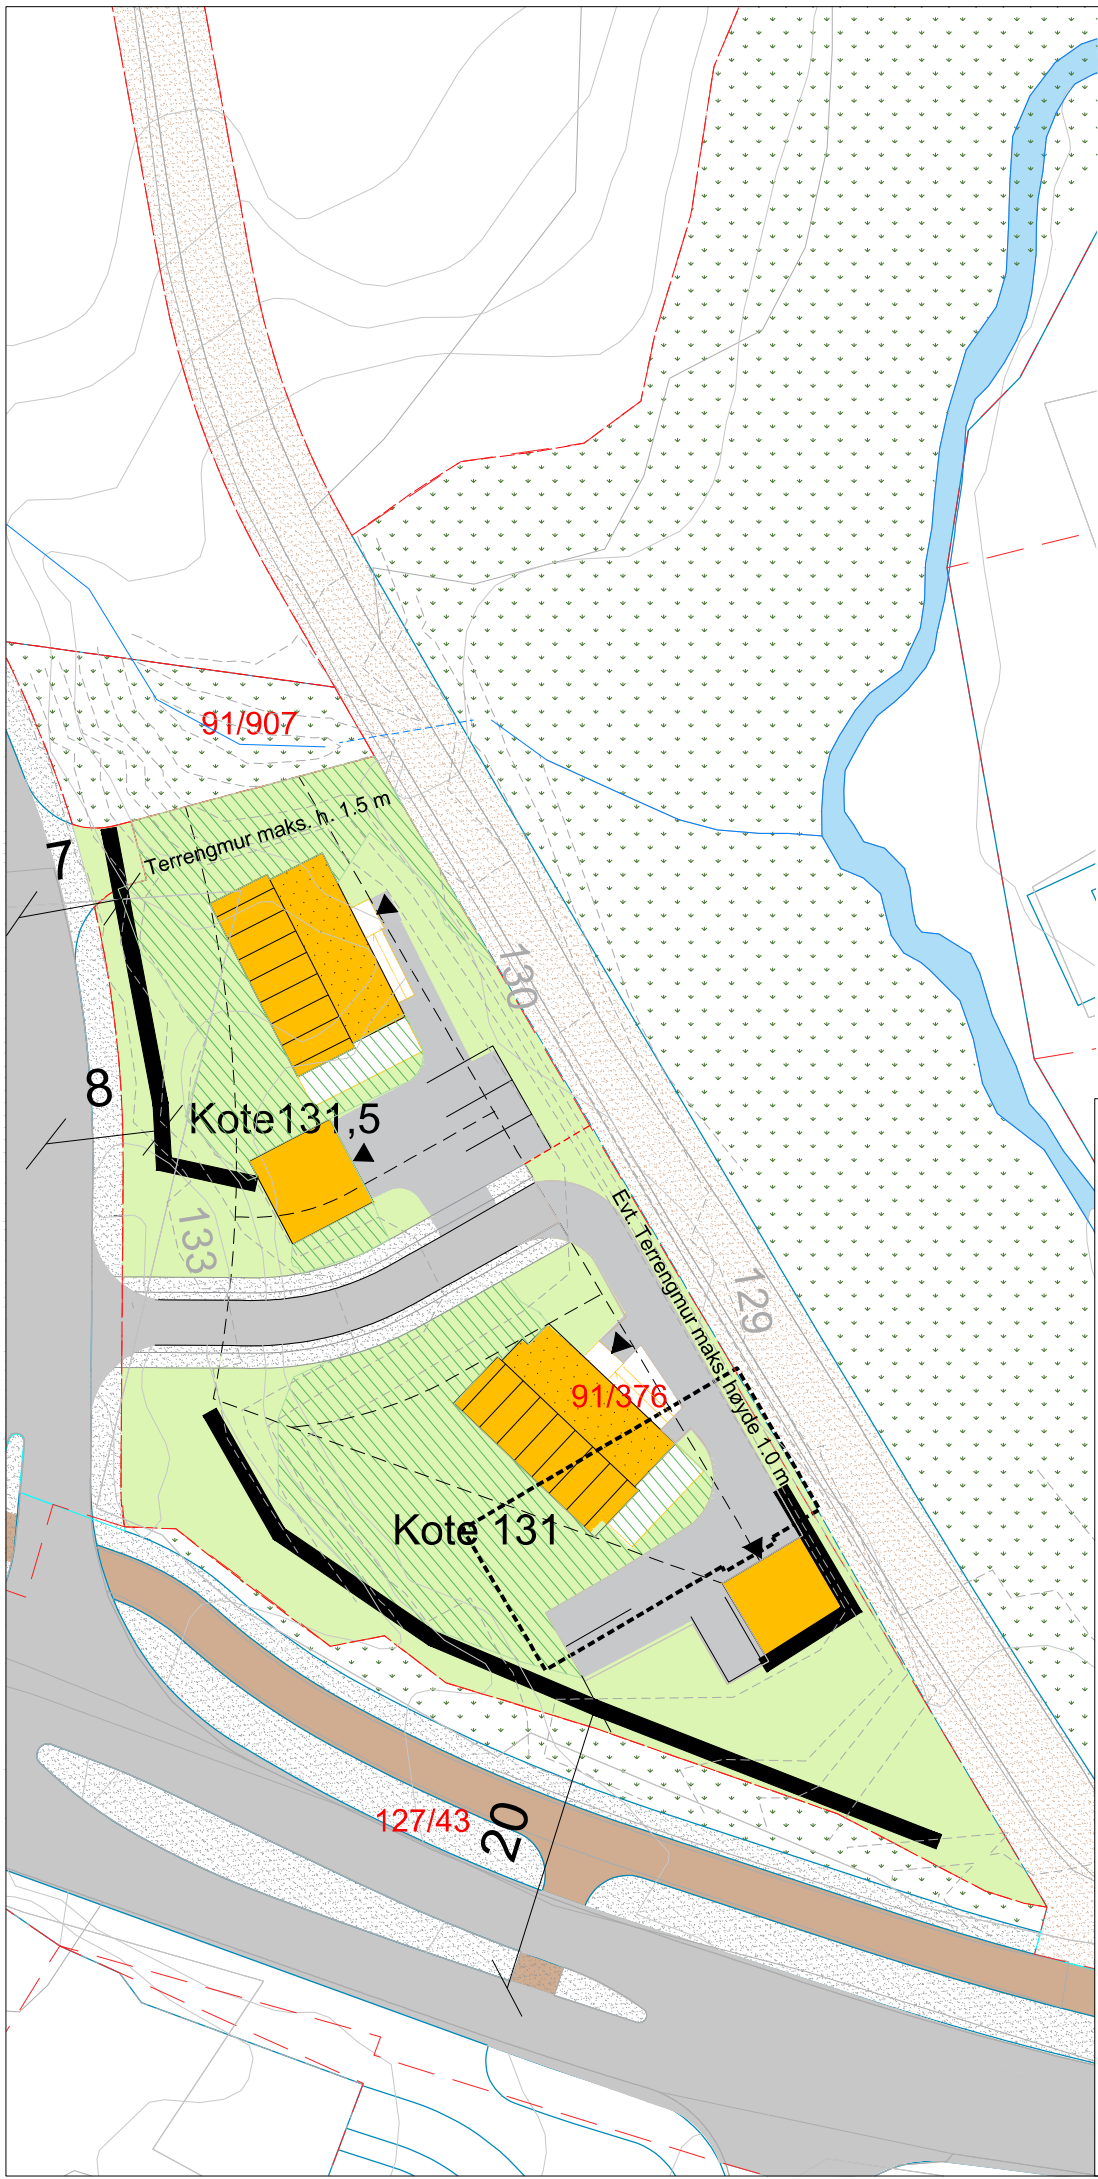 91/907
Terrengmur maks. h. 1.5 m
7
130
8
Kote131,5
133
Evt. Terrengmur maks. høyde 1.0 m
129
91/376
Kote 131
127/43
20